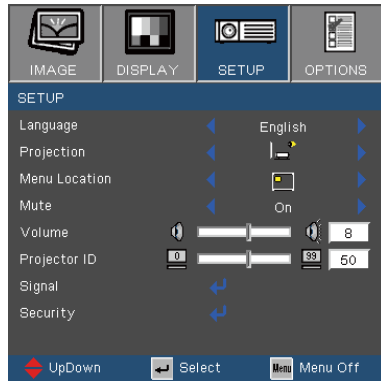 IMAGE DISPLAY SETUP OPTIONS
SETUP
Language English
Projection
Menu Location
Mute On
Volume 8
Projector ID 0 99 50
Signal
Security
UpDown Select Menu Menu Off